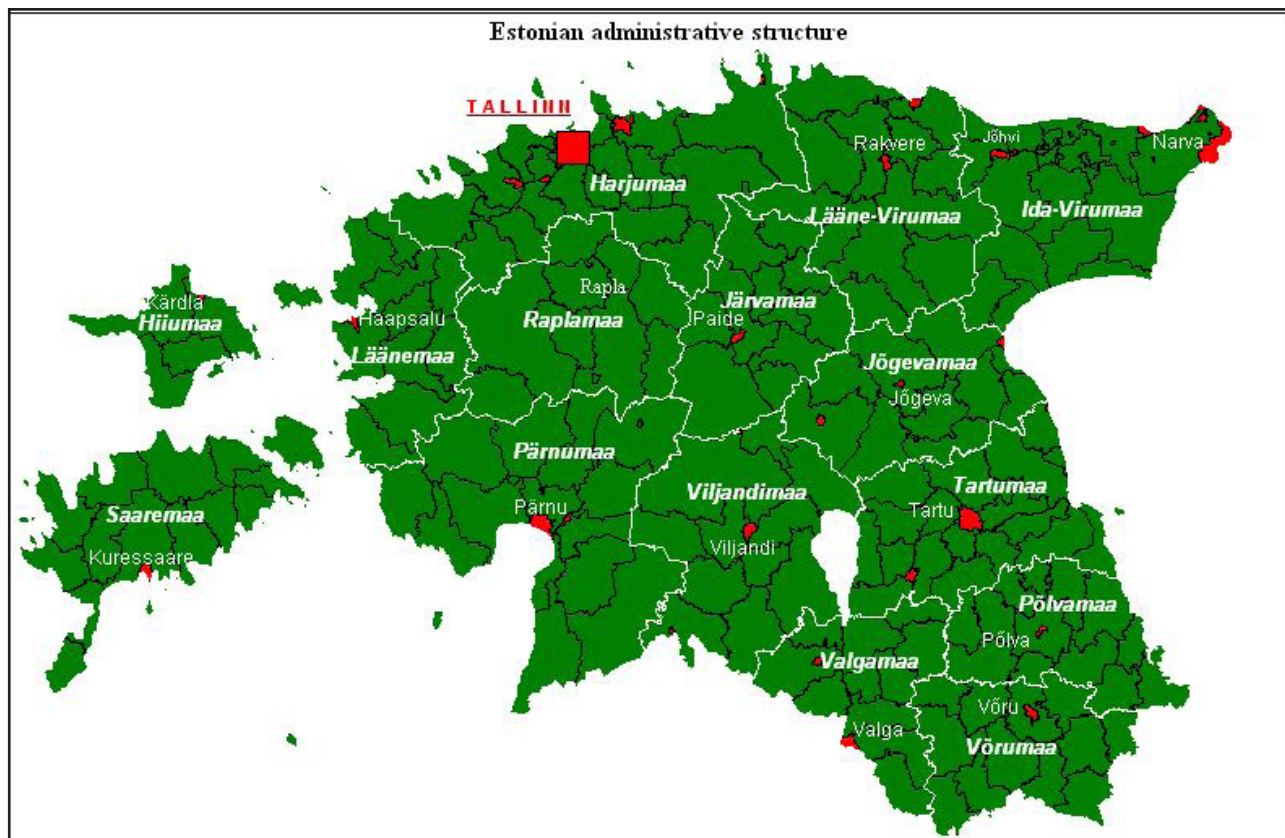 Estonian administrative structure
TALLINN
Rakvere
Jõhvi
Narva
Harjumaa
Lääne-Virumaa
Ida-Virumaa
Kärdla
Hiiumaa
Haapsalu
Läänemaa
Rapla
Raplamaa
Järvamaa
Paide
Jõgevamaa
Jõgeva
Pärnumaa
Pärnu
Viljandimaa
Viljandi
Tartumaa
Tartu
Saaremaa
Kuressaare
Põlvamaa
Põlva
Valgamaa
Valga
Võru
Võrumaa